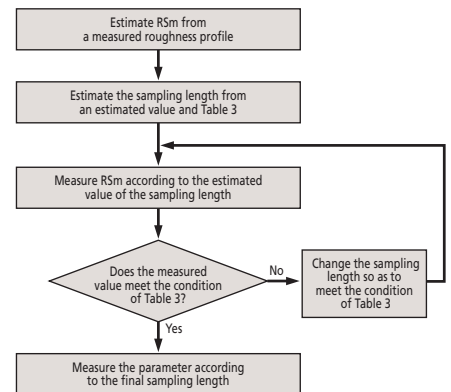 Estimate RSm from
a measured roughness profile
Estimate the sampling length from
an estimated value and Table 3
Measure RSm according to the estimated
value of the sampling length
Does the measured
value meet the condition
of Table 3?
No
Change the sampling
length so as to
meet the condition
of Table 3
Yes
Measure the parameter according
to the final sampling length